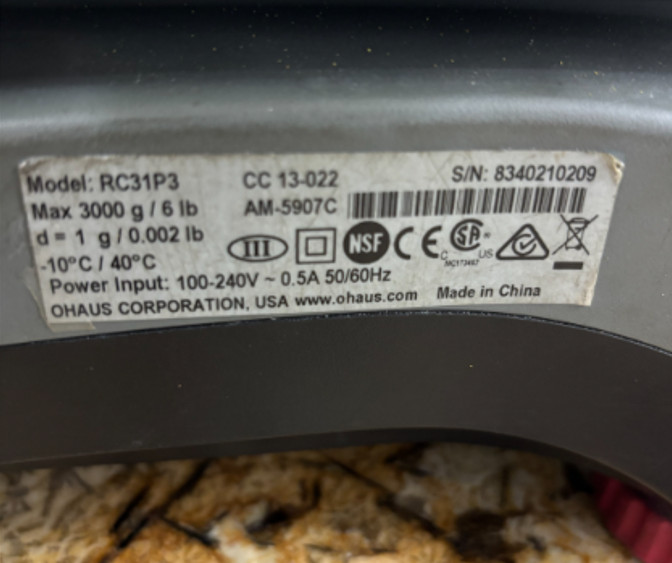 Model: RC31P3 CC 13-022 S/N: 8340210209
Max 3000 g / 6 lb AM-5907C
d = 1 g / 0.002 lb III NSF CE C SA US
-10°C / 40°C
Power Input: 100-240V ~ 0.5A 50/60Hz
OHAUS CORPORATION, USA www.ohaus.com Made in China